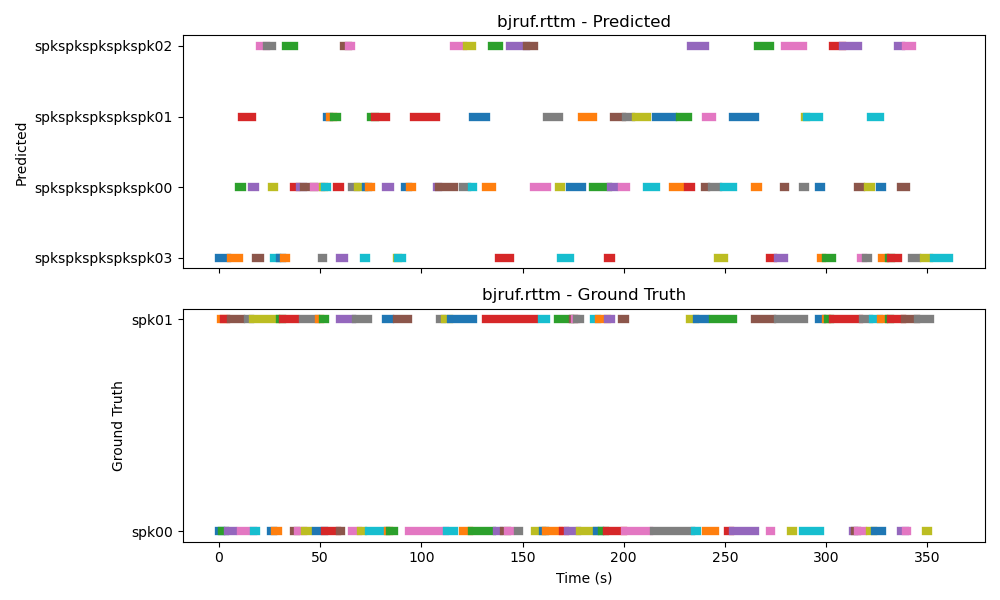 bjruf.rttm - Predicted
spkspkspkspkspk02
spkspkspkspkspk01
spkspkspkspkspk00
spkspkspkspkspk03
Predicted
bjruf.rttm - Ground Truth
spk01
spk00
Ground Truth
0 50 100 150 200 250 300 350
Time (s)